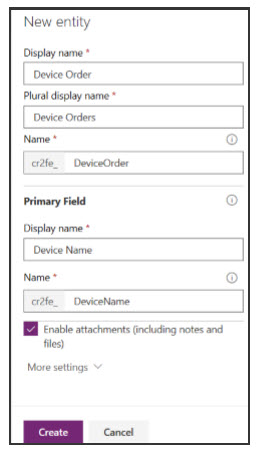 New entity
Display name *
Device Order
Plural display name *
Device Orders
Name *
cr2fe_ DeviceOrder
Primary Field
Display name *
Device Name
Name *
cr2fe_ DeviceName
Enable attachments (including notes and
files)
More settings
Create Cancel